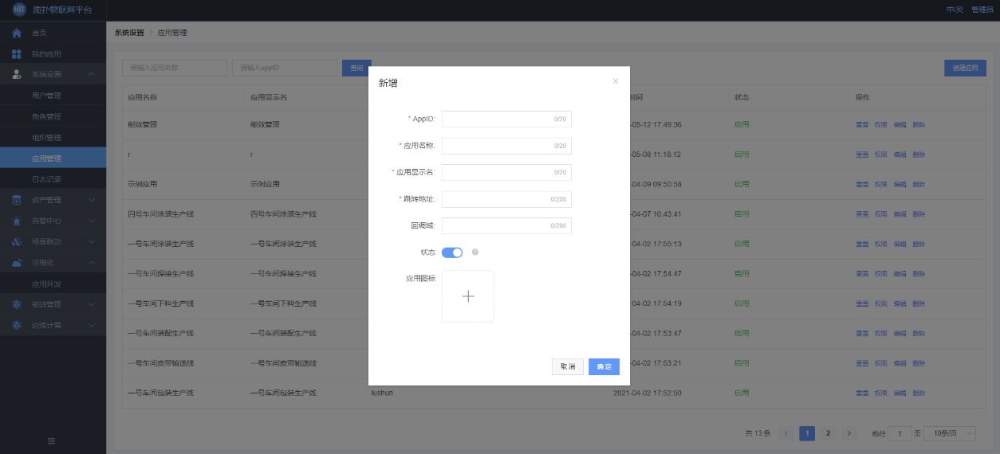 IoT 图扑物联网平台
中/英 管理员
首页
我的应用
系统设置
用户管理
角色管理
组织管理
应用管理
日志记录
资产管理
告警中心
场景联动
可视化
应用开发
能效管理
边缘计算
系统设置 > 应用管理
请输入应用名称 请输入appID 查询 创建应用
应用名称 应用显示名 时间 状态 操作
能效管理 能效管理 -05-12 17:49:36 启用 重置 权限 编辑 删除
r r -05-08 11:18:12 启用 重置 权限 编辑 删除
示例应用 示例应用 -04-09 09:50:58 启用 重置 权限 编辑 删除
四号车间涂装生产线 四号车间涂装生产线 -04-07 10:43:41 启用 重置 权限 编辑 删除
一号车间涂装生产线 一号车间涂装生产线 -04-02 17:55:13 启用 重置 权限 编辑 删除
一号车间焊接生产线 一号车间焊接生产线 -04-02 17:54:47 启用 重置 权限 编辑 删除
一号车间下料生产线 一号车间下料生产线 -04-02 17:54:19 启用 重置 权限 编辑 删除
一号车间装配生产线 一号车间装配生产线 -04-02 17:53:47 启用 重置 权限 编辑 删除
一号车间皮带输送线 一号车间皮带输送线 -04-02 17:53:21 启用 重置 权限 编辑 删除
一号车间包装生产线 一号车间包装生产线 lushun 2021-04-02 17:52:50 启用 重置 权限 编辑 删除
共 13 条 < 1 2 > 前往 1 页 10条/页
新增 ×
* AppID: 0/20
* 应用名称: 0/20
* 应用显示名: 0/20
* 跳转地址: 0/200
回调域: 0/200
状态 ?
应用图标
+
取消 确定